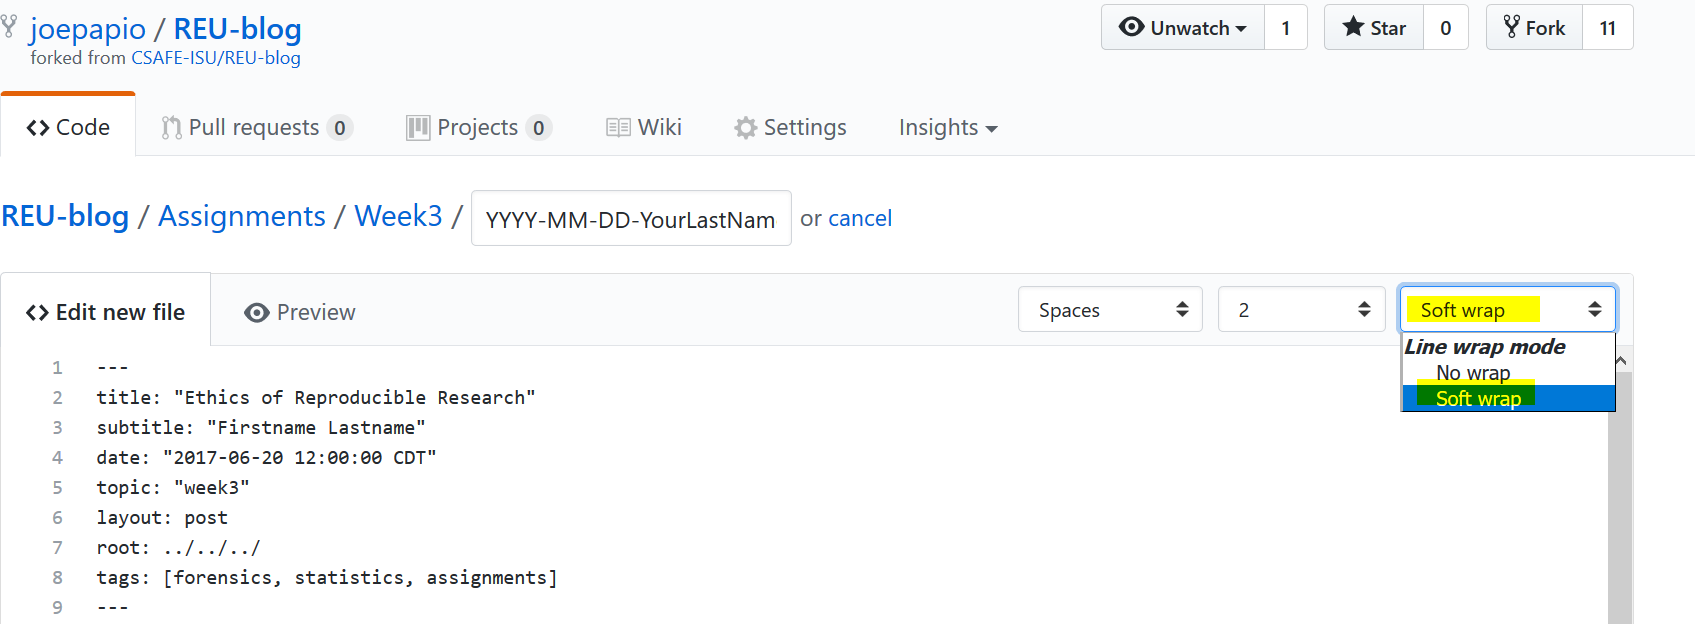 joepapio / REU-blog
forked from CSAFE-ISU/REU-blog
Unwatch 1 Star 0 Fork 11
Code Pull requests 0 Projects 0 Wiki Settings Insights
REU-blog / Assignments / Week3 / YYYY-MM-DD-YourLastNam or cancel
Edit new file Preview Spaces 2 Soft wrap
Line wrap mode
No wrap
Soft wrap
1 ---
2 title: "Ethics of Reproducible Research"
3 subtitle: "Firstname Lastname"
4 date: "2017-06-20 12:00:00 CDT"
5 topic: "week3"
6 layout: post
7 root: ../../../
8 tags: [forensics, statistics, assignments]
9 ---